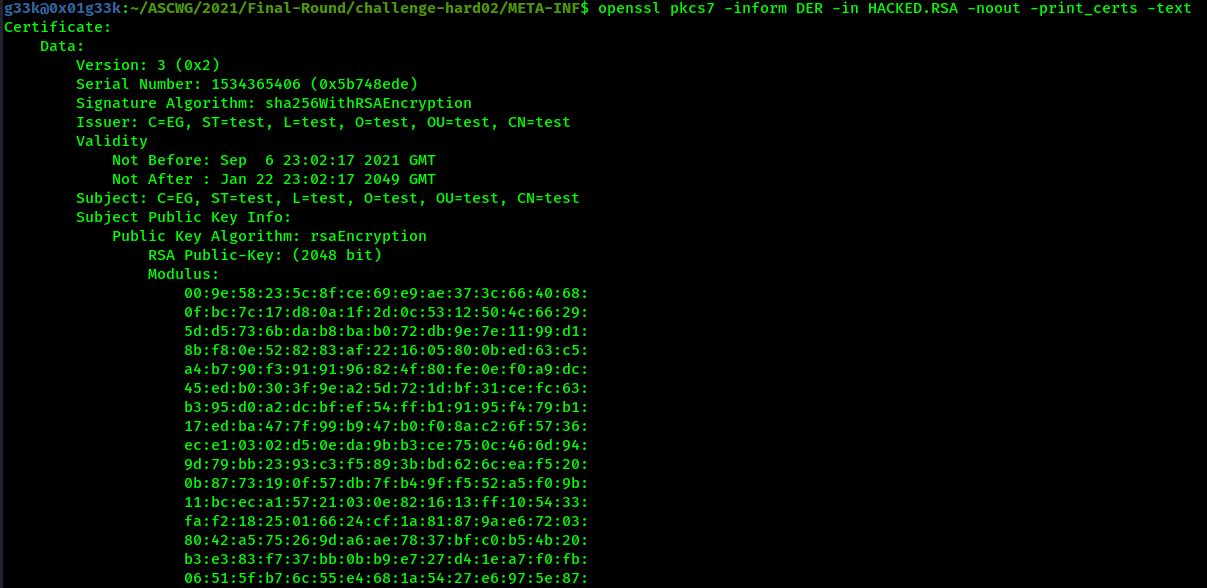 g33k@0x01g33k:~/ASCWG/2021/Final-Round/challenge-hard02/META-INF$ openssl pkcs7 -inform DER -in HACKED.RSA -noout -print_certs -text
Certificate:
    Data:
        Version: 3 (0x2)
        Serial Number: 1534365406 (0x5b748ede)
        Signature Algorithm: sha256WithRSAEncryption
        Issuer: C=EG, ST=test, L=test, O=test, OU=test, CN=test
        Validity
            Not Before: Sep  6 23:02:17 2021 GMT
            Not After : Jan 22 23:02:17 2049 GMT
        Subject: C=EG, ST=test, L=test, O=test, OU=test, CN=test
        Subject Public Key Info:
            Public Key Algorithm: rsaEncryption
                RSA Public-Key: (2048 bit)
                Modulus:
                    00:9e:58:23:5c:8f:ce:69:e9:ae:37:3c:66:40:68:
                    0f:bc:7c:17:d8:0a:1f:2d:0c:53:12:50:4c:66:29:
                    5d:d5:73:6b:da:b8:ba:b0:72:db:9e:7e:11:99:d1:
                    8b:f8:0e:52:82:83:af:22:16:05:80:0b:ed:63:c5:
                    a4:b7:90:f3:91:91:96:82:4f:80:fe:0e:f0:a9:dc:
                    45:ed:b0:30:3f:9e:a2:5d:72:1d:bf:31:ce:fc:63:
                    b3:95:d0:a2:dc:bf:ef:54:ff:b1:91:95:f4:79:b1:
                    17:ed:ba:47:7f:99:b9:47:b0:f0:8a:c2:6f:57:36:
                    ec:e1:03:02:d5:0e:da:9b:b3:ce:75:0c:46:6d:94:
                    9d:79:bb:23:93:c3:f5:89:3b:bd:62:6c:ea:f5:20:
                    0b:87:73:19:0f:57:db:7f:b4:9f:f5:52:a5:f0:9b:
                    11:bc:ec:a1:57:21:03:0e:82:16:13:ff:10:54:33:
                    fa:f2:18:25:01:66:24:cf:1a:81:87:9a:e6:72:03:
                    80:42:a5:75:26:9d:a6:ae:78:37:bf:c0:b5:4b:20:
                    b3:e3:83:f7:37:bb:0b:b9:e7:27:d4:1e:a7:f0:fb:
                    06:51:5f:b7:6c:55:e4:68:1a:54:27:e6:97:5e:87: